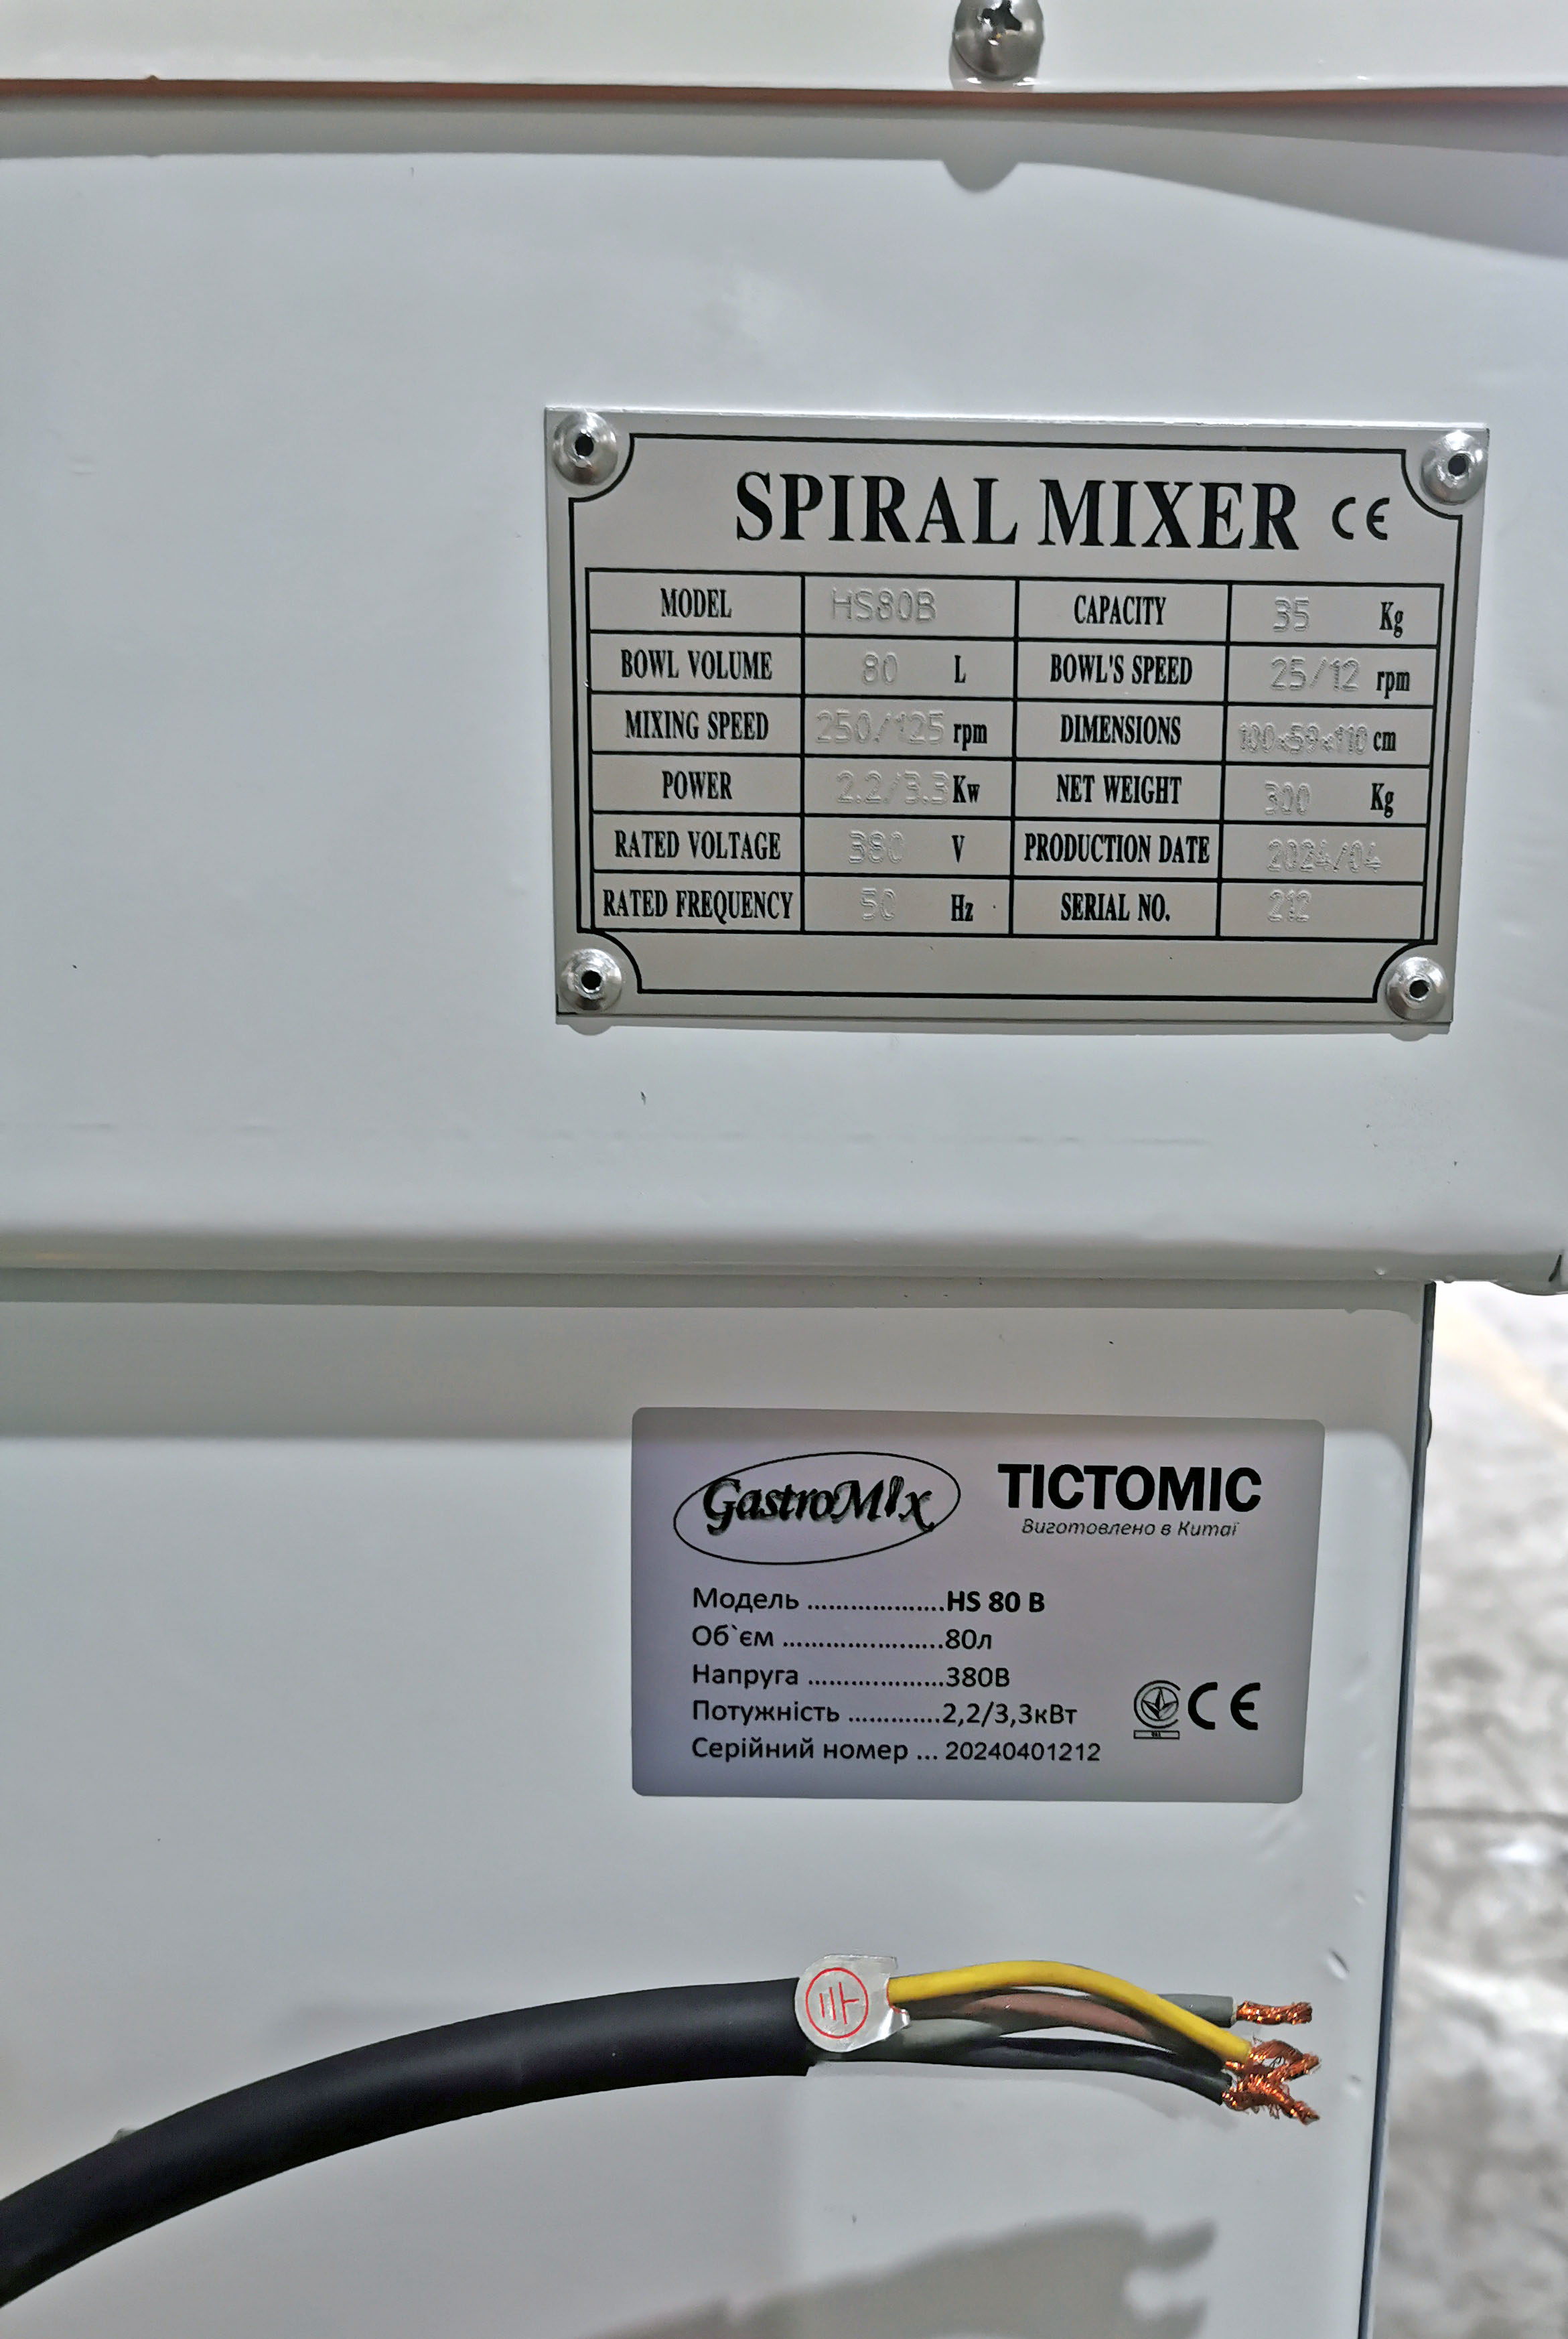 SPIRAL MIXER CE
MODEL HS80B CAPACITY 35 Kg
BOWL VOLUME 80 L BOWL'S SPEED 25/12 rpm
MIXING SPEED 250/125 rpm DIMENSIONS 100x59x110 cm
POWER 2.2/3.3 Kw NET WEIGHT 300 Kg
RATED VOLTAGE 380 V PRODUCTION DATE 2024/04
RATED FREQUENCY 50 Hz SERIAL NO. 212
GastroMIx TICTOMIC
Виготовлено в Китаї
Модель ....................HS 80 B
Об`єм .......................80л
Напруга ....................380В
Потужність .............2,2/3,3кВт
CE
Серійний номер ... 20240401212